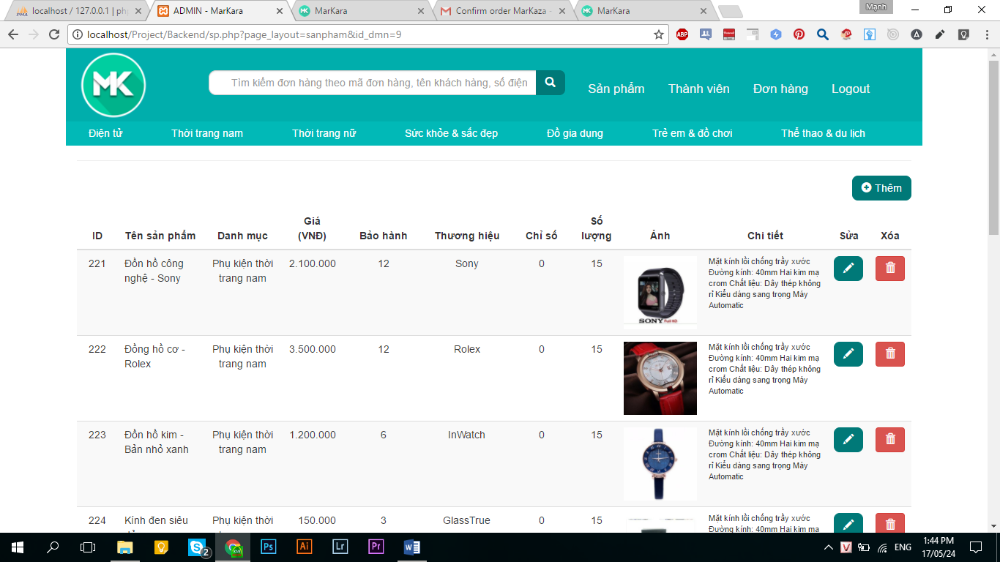 Mạnh
localhost / 127.0.0.1 | ph
ADMIN - MarKara
MarKara
Confirm order MarKaza -
MarKara
localhost/Project/Backend/sp.php?page_layout=sanpham&id_dmn=9
ABP
MK
Tìm kiếm đơn hàng theo mã đơn hàng, tên khách hàng, số điện
Sản phẩm
Thành viên
Đơn hàng
Logout
Điện tử
Thời trang nam
Thời trang nữ
Sức khỏe & sắc đẹp
Đồ gia dụng
Trẻ em & đồ chơi
Thể thao & du lịch
Thêm
ID
Tên sản phẩm
Danh mục
Giá
(VNĐ)
Bảo hành
Thương hiệu
Chỉ số
Số
lượng
Ảnh
Chi tiết
Sửa
Xóa
221
Đồn hồ công
nghệ - Sony
Phụ kiện thời
trang nam
2.100.000
12
Sony
0
15
SONY Full HD
Mặt kính lồi chống trầy xước
Đường kính: 40mm Hai kim mạ
crom Chất liệu: Dây thép không
rỉ Kiểu dáng sang trọng Máy
Automatic
222
Đồng hồ cơ -
Rolex
Phụ kiện thời
trang nam
3.500.000
12
Rolex
0
15
Mặt kính lồi chống trầy xước
Đường kính: 40mm Hai kim mạ
crom Chất liệu: Dây thép không
rỉ Kiểu dáng sang trọng Máy
Automatic
223
Đồn hồ kim -
Bản nhỏ xanh
Phụ kiện thời
trang nam
1.200.000
6
InWatch
0
15
Mặt kính lồi chống trầy xước
Đường kính: 40mm Hai kim mạ
crom Chất liệu: Dây thép không
rỉ Kiểu dáng sang trọng Máy
Automatic
224
Kính đen siêu
Phụ kiện thời
trang nam
150.000
3
GlassTrue
0
15
Mặt kính lồi chống trầy xước
Đường kính: 40mm Hai kim mạ
2
Ps
Ai
Lr
Pr
V
ENG
1:44 PM
17/05/24